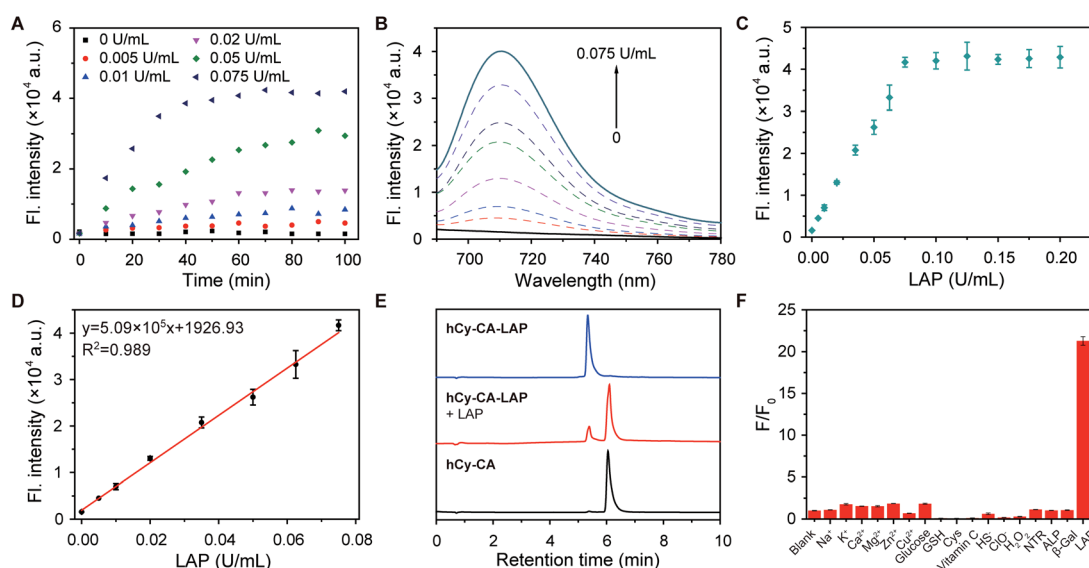 A
Fl. intensity (×10⁴ a.u.)
6
4
2
0
0 U/mL
0.005 U/mL
0.01 U/mL
0.02 U/mL
0.05 U/mL
0.075 U/mL
0 20 40 60 80 100
Time (min)
B
Fl. intensity (×10⁴ a.u.)
4
3
2
1
0
0.075 U/mL
0
700 720 740 760 780
Wavelength (nm)
C
Fl. intensity (×10⁴ a.u.)
5
4
3
2
1
0
0.00 0.05 0.10 0.15 0.20
LAP (U/mL)
D
Fl. intensity (×10⁴ a.u.)
4
3
2
1
0
y=5.09×10⁵x+1926.93
R²=0.989
0.00 0.02 0.04 0.06 0.08
LAP (U/mL)
E
hCy-CA-LAP
hCy-CA-LAP
+ LAP
hCy-CA
0 2 4 6 8 10
Retention time (min)
F
F/F₀
25
20
15
10
5
0
Blank
Na⁺
K⁺
Ca²⁺
Mg²⁺
Zn²⁺
Cu²⁺
Glucose
GSH
Cys
Vitamin C
HS⁻
ClO⁻
H₂O₂
NTR
ALP
β-Gal
LAP